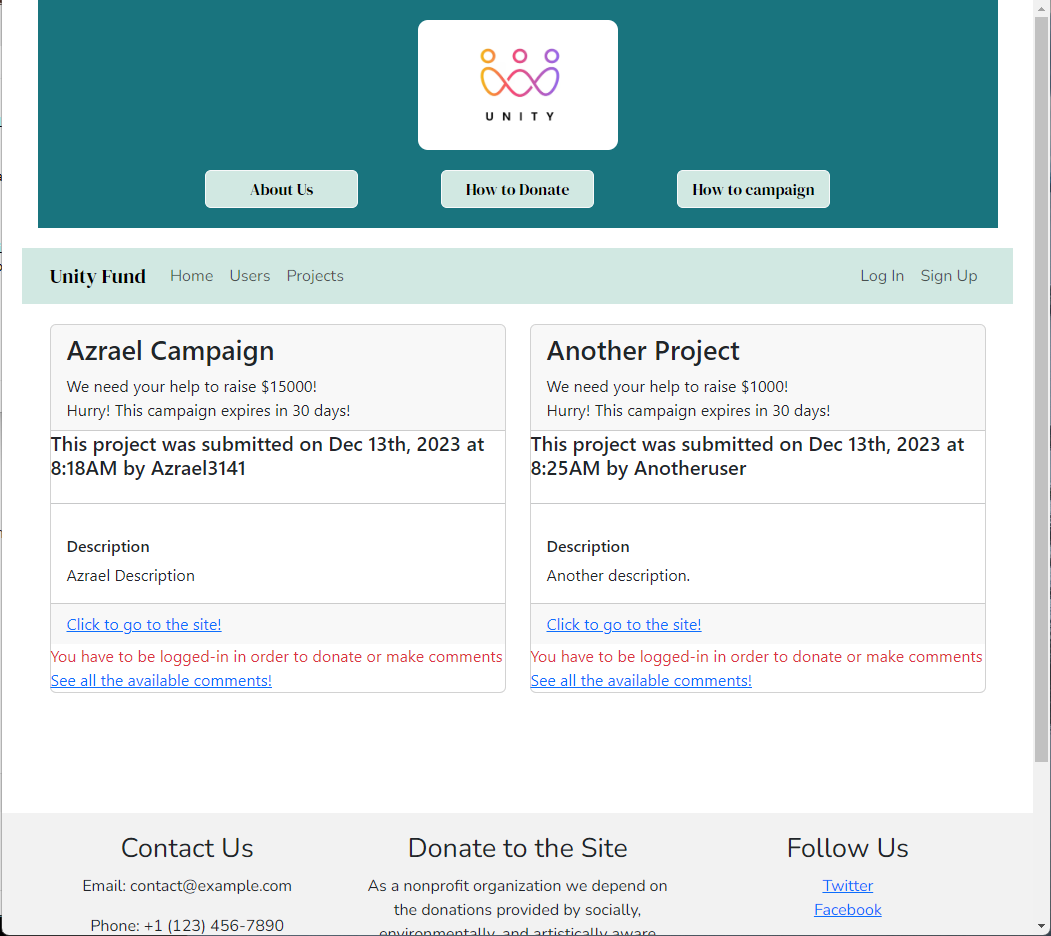 UNITY
About Us
How to Donate
How to campaign
Unity Fund
Home
Users
Projects
Log In
Sign Up
Azrael Campaign
We need your help to raise $15000!
Hurry! This campaign expires in 30 days!
This project was submitted on Dec 13th, 2023 at
8:18AM by Azrael3141
Description
Azrael Description
Click to go to the site!
You have to be logged-in in order to donate or make comments
See all the available comments!
Another Project
We need your help to raise $1000!
Hurry! This campaign expires in 30 days!
This project was submitted on Dec 13th, 2023 at
8:25AM by Anotheruser
Description
Another description.
Click to go to the site!
You have to be logged-in in order to donate or make comments
See all the available comments!
Contact Us
Email: contact@example.com
Phone: +1 (123) 456-7890
Donate to the Site
As a nonprofit organization we depend on
the donations provided by socially,
environmentally, and artistically aware
Follow Us
Twitter
Facebook